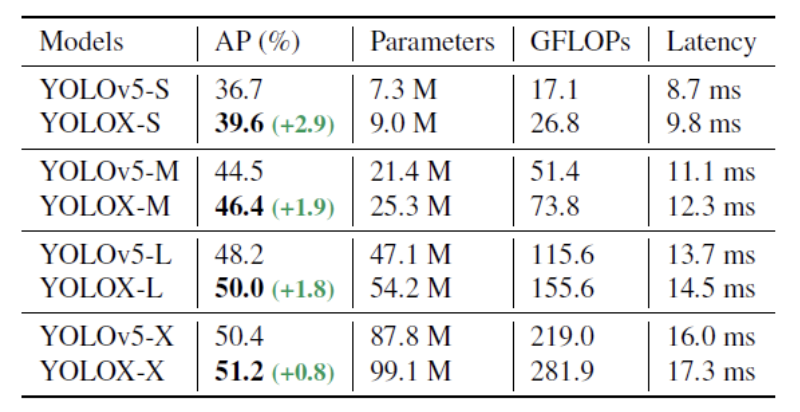 Models AP (%) Parameters GFLOPs Latency
YOLOv5-S 36.7 7.3 M 17.1 8.7 ms
YOLOX-S 39.6 (+2.9) 9.0 M 26.8 9.8 ms
YOLOv5-M 44.5 21.4 M 51.4 11.1 ms
YOLOX-M 46.4 (+1.9) 25.3 M 73.8 12.3 ms
YOLOv5-L 48.2 47.1 M 115.6 13.7 ms
YOLOX-L 50.0 (+1.8) 54.2 M 155.6 14.5 ms
YOLOv5-X 50.4 87.8 M 219.0 16.0 ms
YOLOX-X 51.2 (+0.8) 99.1 M 281.9 17.3 ms